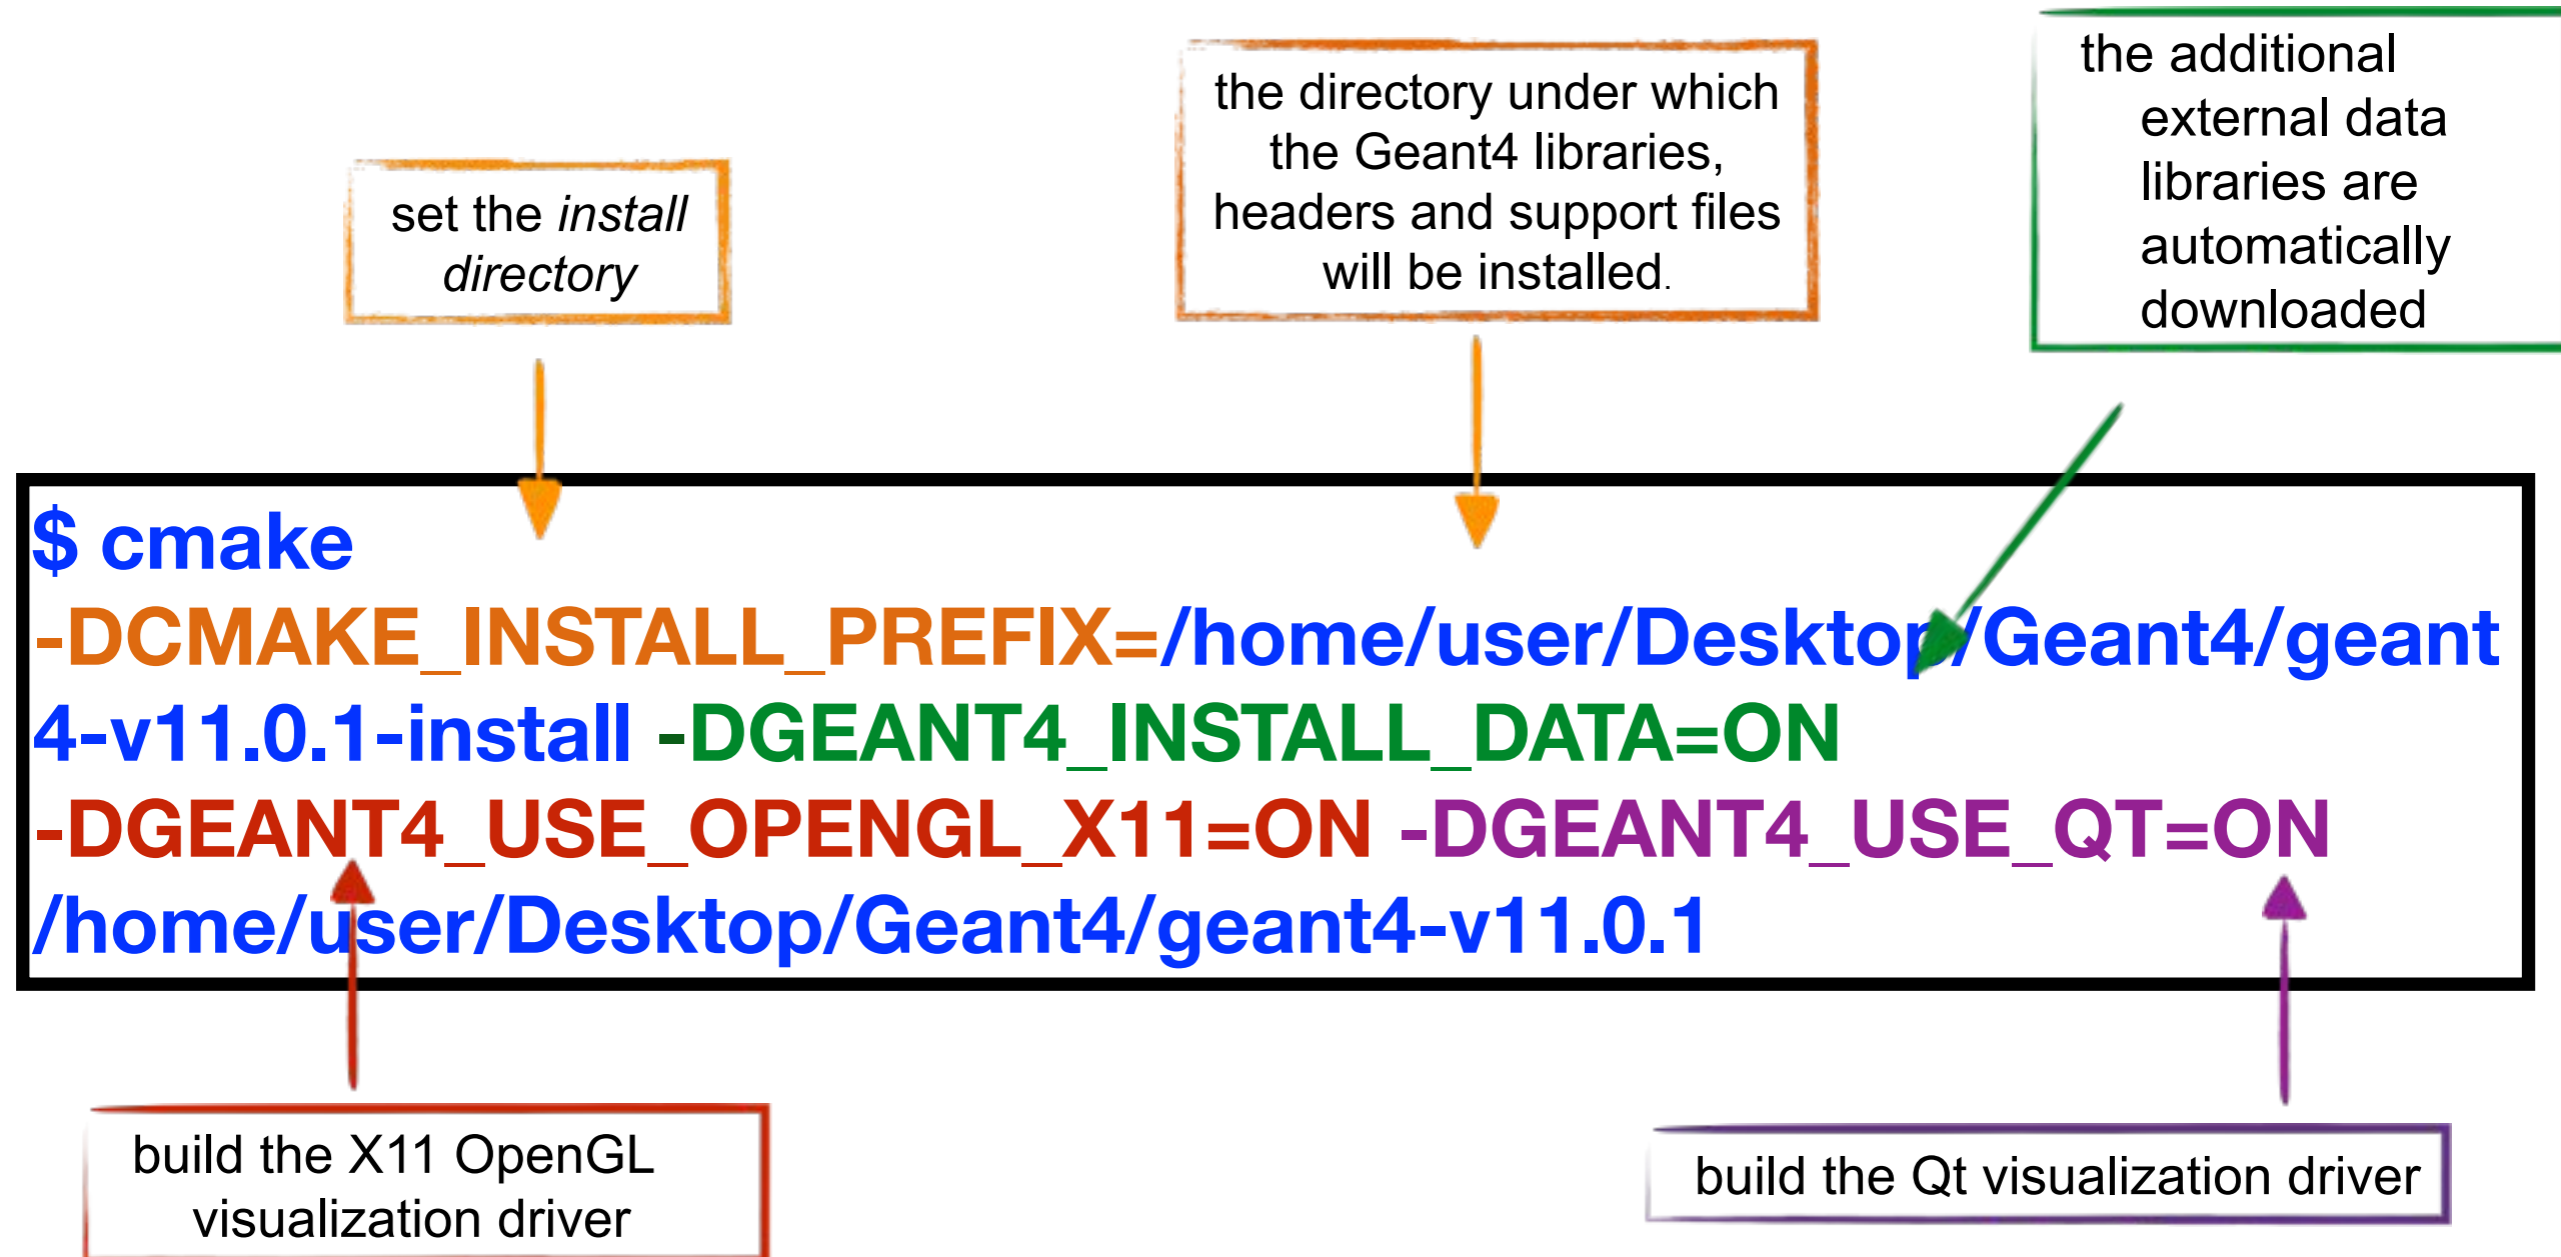 set the install
directory
the directory under which
the Geant4 libraries,
headers and support files
will be installed.
the additional
external data
libraries are
automatically
downloaded
$ cmake
-DCMAKE_INSTALL_PREFIX=/home/user/Desktop/Geant4/geant
4-v11.0.1-install -DGEANT4_INSTALL_DATA=ON
-DGEANT4_USE_OPENGL_X11=ON -DGEANT4_USE_QT=ON
/home/user/Desktop/Geant4/geant4-v11.0.1
build the X11 OpenGL
visualization driver
build the Qt visualization driver